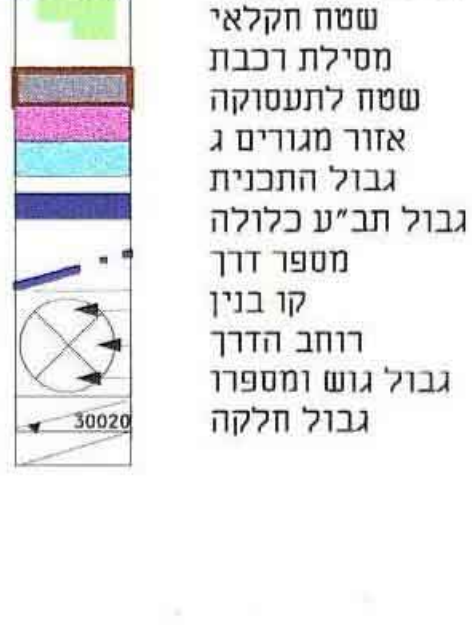 שטח חקלאי
מסילת רכבת
שטח לתעסוקה
אזור מגורים ג
גבול התכנית
גבול תב"ע כלולה
מספר דרך
קו בנין
רוחב הדרך
גבול גוש ומספרו
גבול חלקה
30020